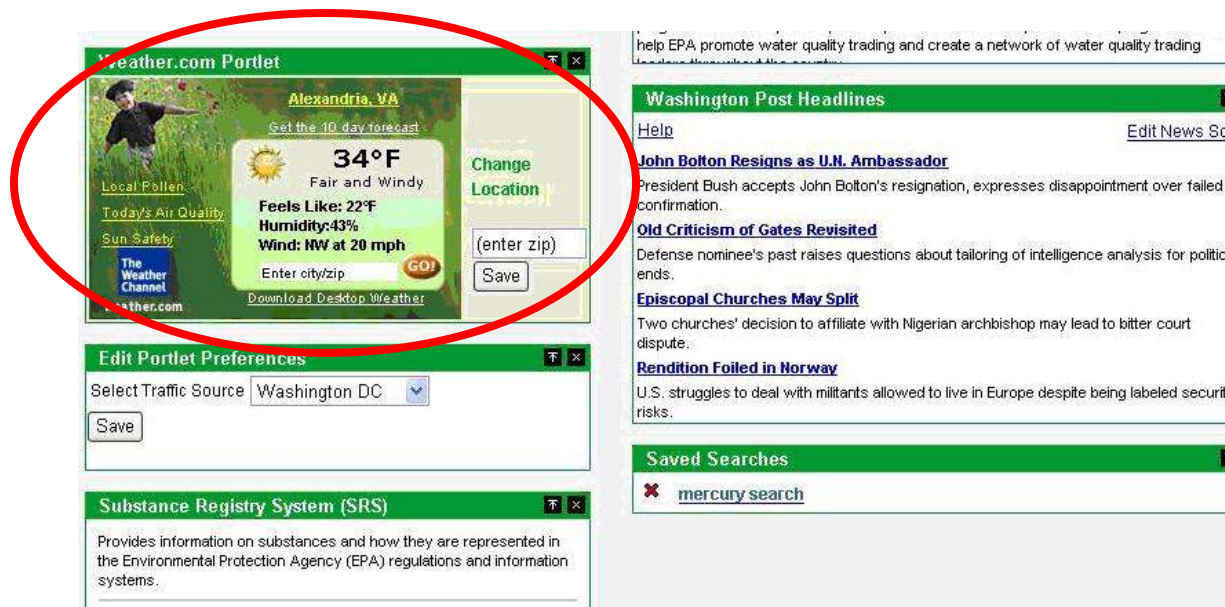 Weather.com Portlet
Alexandria, VA
Get the 10 day forecast
34°F
Fair and Windy
Feels Like: 22°F
Humidity:43%
Wind: NW at 20 mph
Enter city/zip
GO!
Download Desktop Weather
Local Pollen
Today's Air Quality
Sun Safety
The
Weather
Channel
weather.com
Change
Location
(enter zip)
Save
Edit Portlet Preferences
Select Traffic Source Washington DC
Save
Substance Registry System (SRS)
Provides information on substances and how they are represented in
the Environmental Protection Agency (EPA) regulations and information
systems.
help EPA promote water quality trading and create a network of water quality trading
Washington Post Headlines
Help
Edit News So
John Bolton Resigns as U.N. Ambassador
President Bush accepts John Bolton's resignation, expresses disappointment over failed
confirmation.
Old Criticism of Gates Revisited
Defense nominee's past raises questions about tailoring of intelligence analysis for politic
ends.
Episcopal Churches May Split
Two churches' decision to affiliate with Nigerian archbishop may lead to bitter court
dispute.
Rendition Foiled in Norway
U.S. struggles to deal with militants allowed to live in Europe despite being labeled securit
risks.
Saved Searches
mercury search